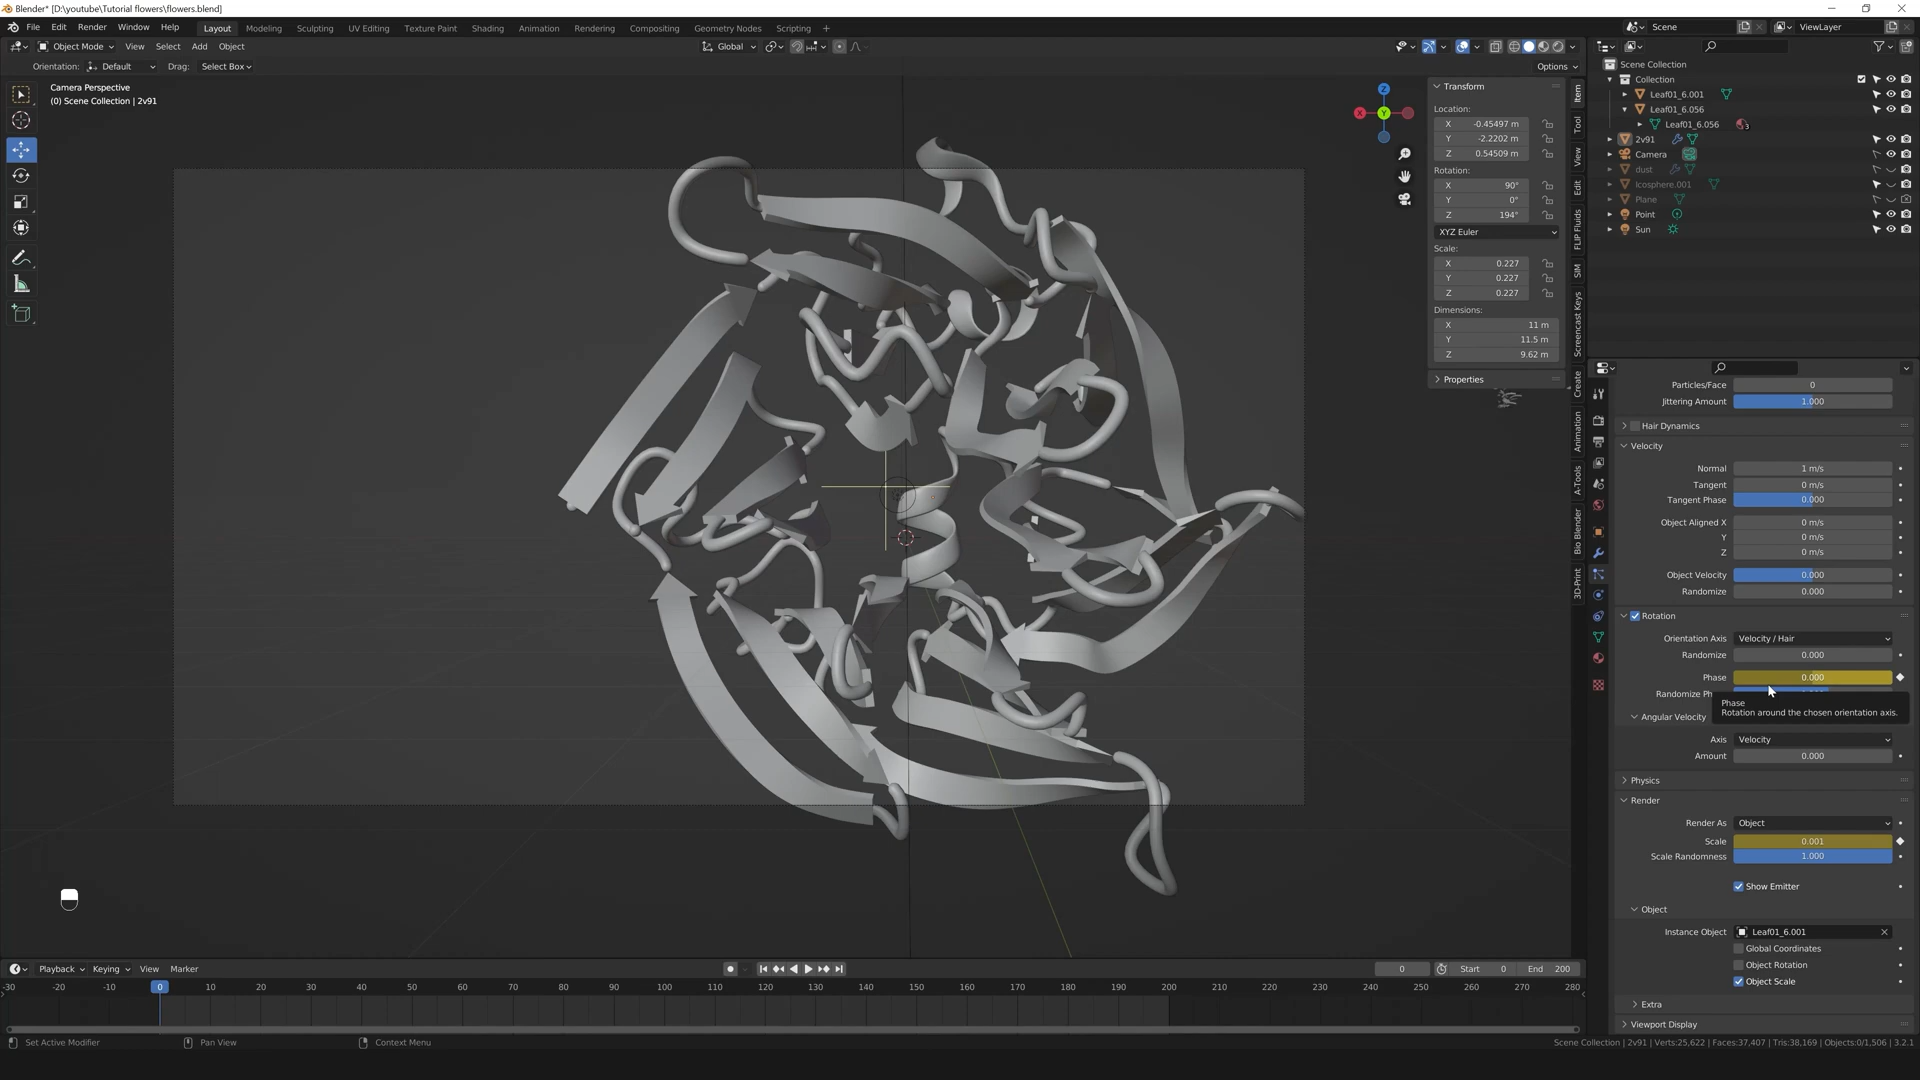 Blender* [D:\youtube\Tutorial flowers\flowers.blend]
File Edit Render Window Help Layout Modeling Sculpting UV Editing Texture Paint Shading Animation Rendering Compositing Geometry Nodes Scripting + Scene ViewLayer
Object Mode View Select Add Object Global
Orientation: Default Drag: Select Box Options
Camera Perspective
(0) Scene Collection | 2v91
Z
Y
X
Transform
Location:
X -0.45497 m
Y -2.2202 m
Z 0.54509 m
Rotation:
X 90°
Y 0°
Z 194°
XYZ Euler
Scale:
X 0.227
Y 0.227
Z 0.227
Dimensions:
X 11 m
Y 11.5 m
Z 9.62 m
Properties
Item
Tool
View
Edit
FLIP Fluids
SIM
Screencast Keys
Create
Animation
A-Tools
Bio Blender
3D-Print
Scene Collection
Collection
Leaf01_6.001
Leaf01_6.056
Leaf01_6.056 3
2v91
Camera
dust
Icosphere.001
Plane
Point
Sun
Particles/Face 0
Jittering Amount 1.000
Hair Dynamics
Velocity
Normal 1 m/s
Tangent 0 m/s
Tangent Phase 0.000
Object Aligned X 0 m/s
Y 0 m/s
Z 0 m/s
Object Velocity 0.000
Randomize 0.000
Rotation
Orientation Axis Velocity / Hair
Randomize 0.000
Phase 0.000
Randomize Ph
Phase
Rotation around the chosen orientation axis.
Angular Velocity
Axis Velocity
Amount 0.000
Physics
Render
Render As Object
Scale 0.001
Scale Randomness 1.000
Show Emitter
Object
Instance Object Leaf01_6.001
Global Coordinates
Object Rotation
Object Scale
Extra
Viewport Display
Playback Keying View Marker 0 Start 0 End 200
-30 -20 -10 0 10 20 30 40 50 60 70 80 90 100 110 120 130 140 150 160 170 180 190 200 210 220 230 240 250 260 270 280
Set Active Modifier Pan View Context Menu Scene Collection | 2v91 | Verts:25,622 | Faces:37,407 | Tris:38,169 | Objects:0/1,506 | 3.2.1